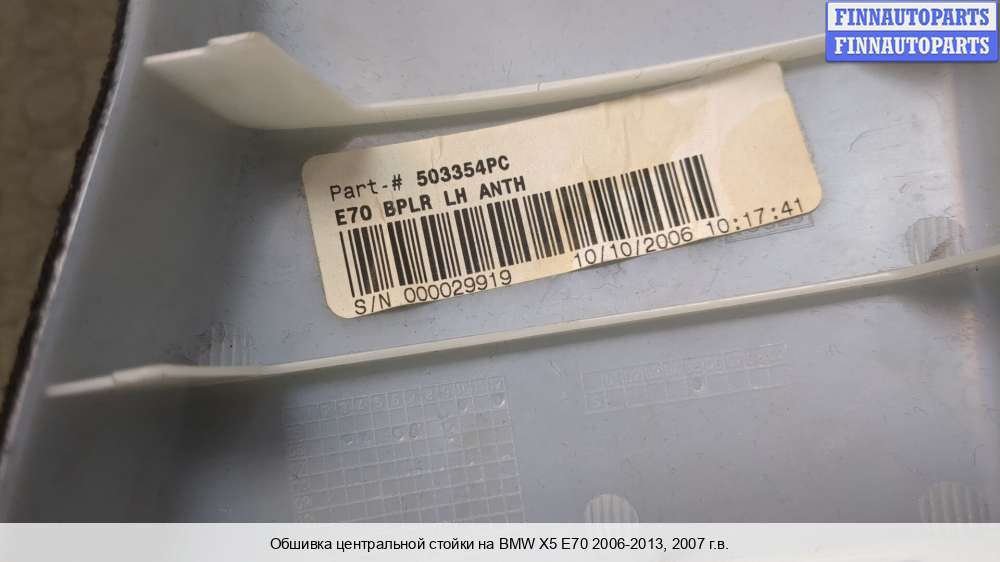 FINNAUTOPARTS
FINNAUTOPARTS
Part-# 503354PC
E70 BPLR LH ANTH
S/N 000029919
10/10/2006 10:17:41
Обшивка центральной стойки на BMW X5 E70 2006-2013, 2007 г.в.